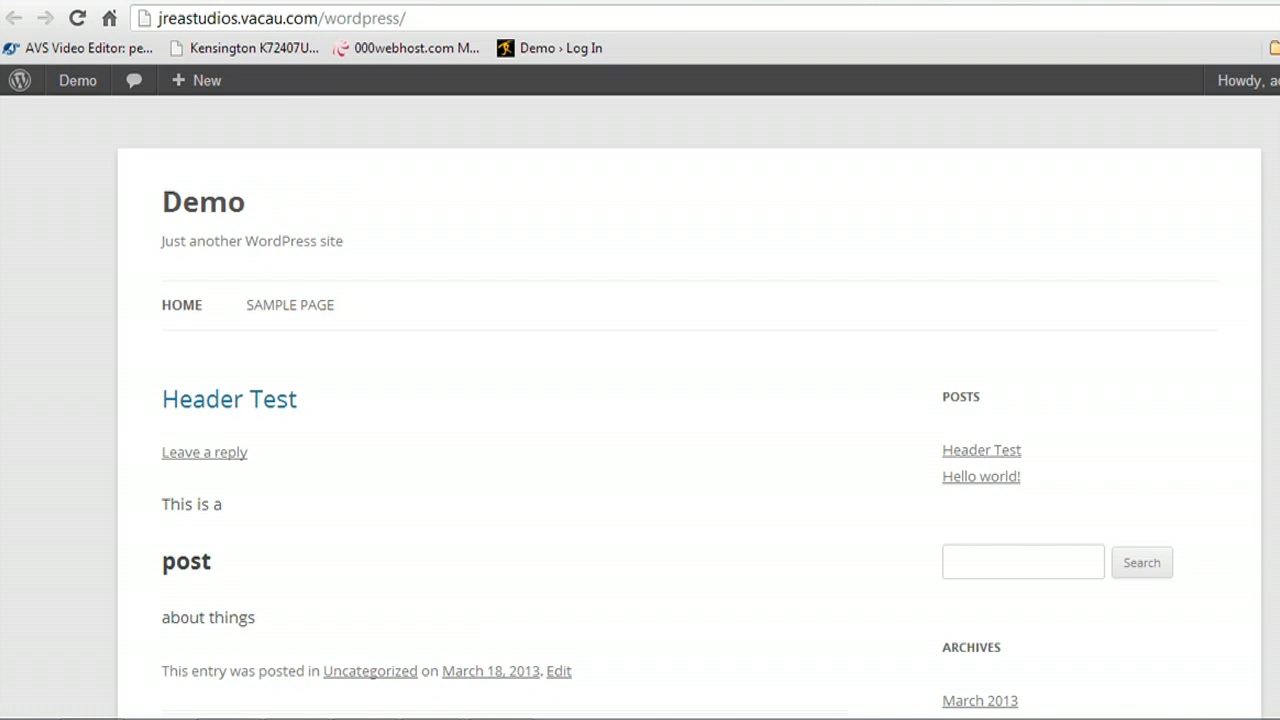 jreastudios.vacau.com/wordpress/
AVS Video Editor: pe... Kensington K72407U... 000webhost.com M... Demo › Log In
Demo + New Howdy, a
Demo
Just another WordPress site
HOME SAMPLE PAGE
Header Test
Leave a reply
This is a
post
about things
This entry was posted in Uncategorized on March 18, 2013. Edit
POSTS
Header Test
Hello world!
Search
ARCHIVES
March 2013